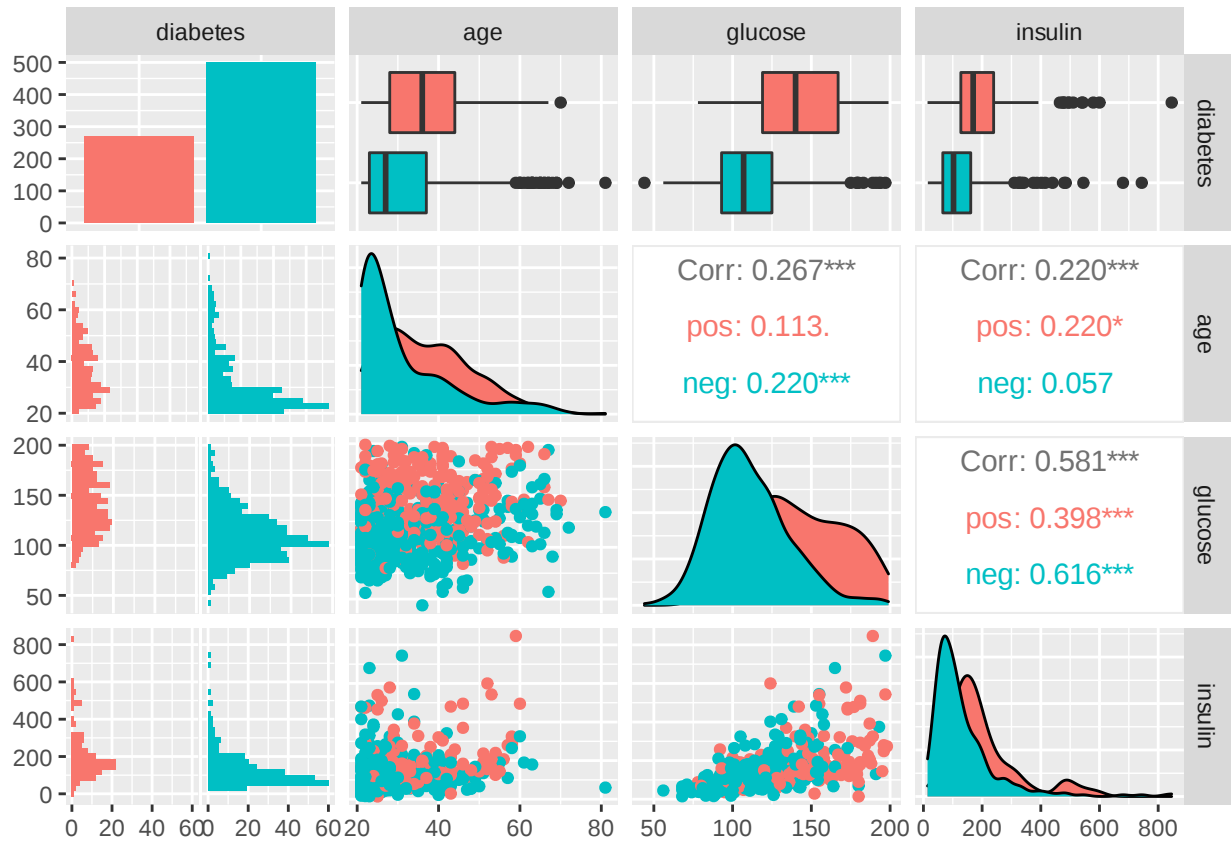 diabetes age glucose insulin
500
400
300
200
100
0
diabetes
80
60
40
20
Corr: 0.267***
pos: 0.113.
neg: 0.220***
Corr: 0.220***
pos: 0.220*
neg: 0.057
age
200
150
100
50
Corr: 0.581***
pos: 0.398***
neg: 0.616***
glucose
800
600
400
200
0
insulin
0 20 40 60 0 20 40 60 20 40 60 80 50 100 150 200 0 200 400 600 800